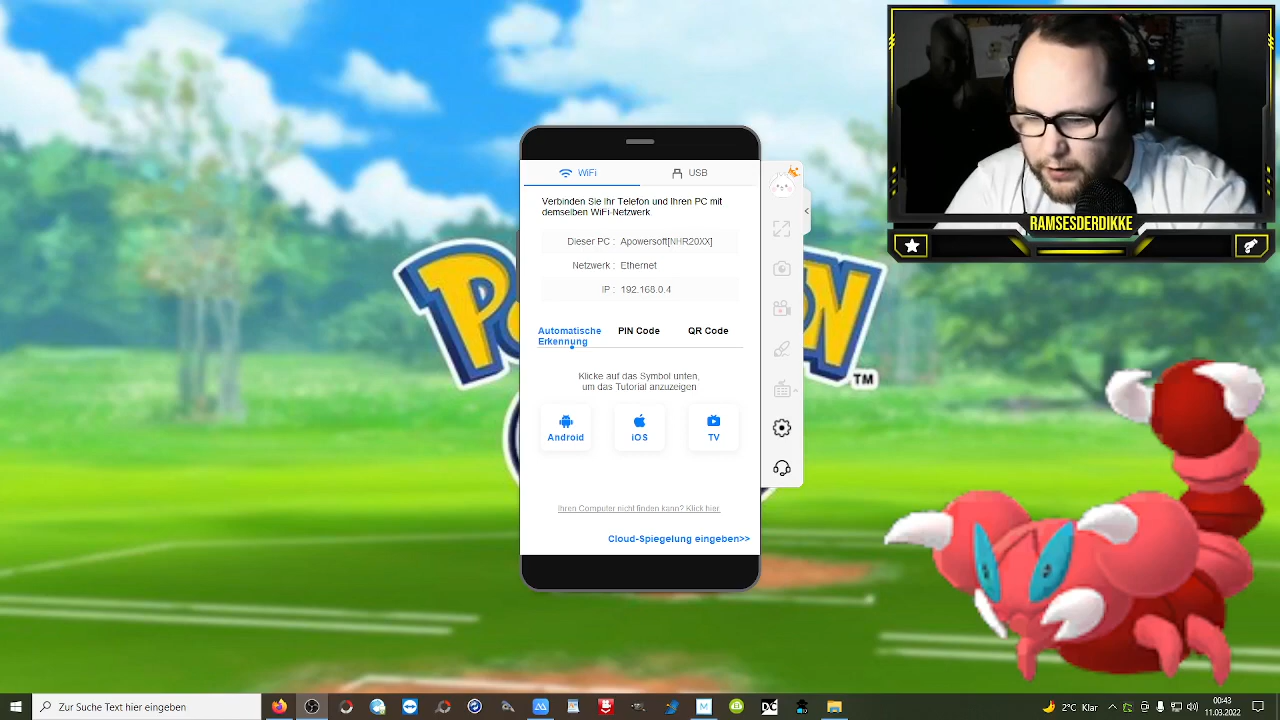 WiFi
USB
Verbinden Sie ihr Telefon und Ihren PC mit
demselben WiFi-Netzwerk.
Dieser PC : Apowersoft[NHR20XX]
Netzwerk : Ethernet
IP : 192.168.0.4
Automatische
Erkennung
PIN Code
QR Code
Klicke auf das Symbol unten,
um das Tutorial anzuzeigen
Android
iOS
TV
Ihren Computer nicht finden kann? Klick hier.
Cloud-Spiegelung eingeben>>
RAMSESDERDIKKE
TM
Zur Suche Text hier eingeben
2°C Klar
00:43
11.03.2022